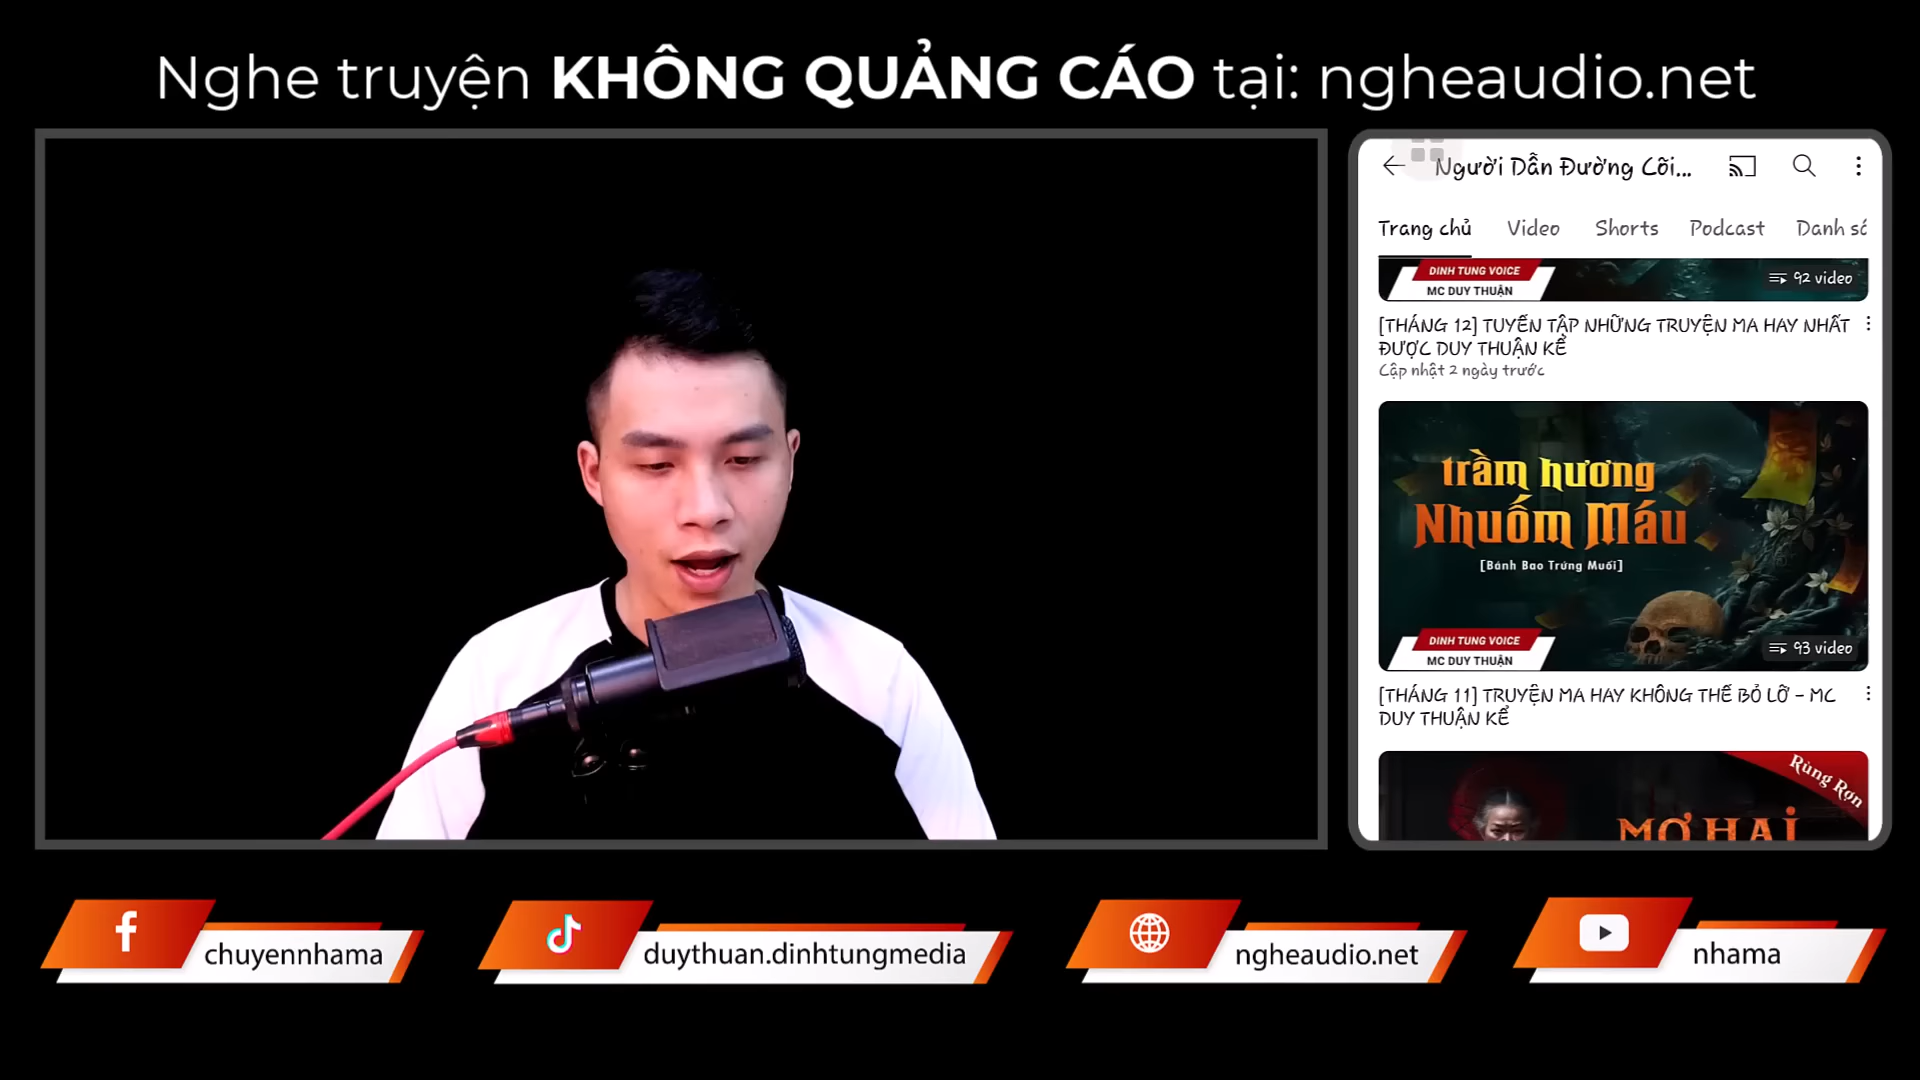 Nghe truyện KHÔNG QUẢNG CÁO tại: ngheaudio.net
Người Dẫn Đường Cõi...
Trang chủ Video Shorts Podcast Danh sá
DINH TUNG VOICE
MC DUY THUẬN
92 video
[THÁNG 12] TUYỂN TẬP NHỮNG TRUYỆN MA HAY NHẤT
ĐƯỢC DUY THUẬN KỂ
Cập nhật 2 ngày trước
trầm hương
Nhuốm Máu
[Bánh Bao Trứng Muối]
DINH TUNG VOICE
MC DUY THUẬN
93 video
[THÁNG 11] TRUYỆN MA HAY KHÔNG THỂ BỎ LỠ - MC
DUY THUẬN KỂ
Rùng Rợn
MỢ HAI
chuyennhama
duythuan.dinhtungmedia
ngheaudio.net
nhama